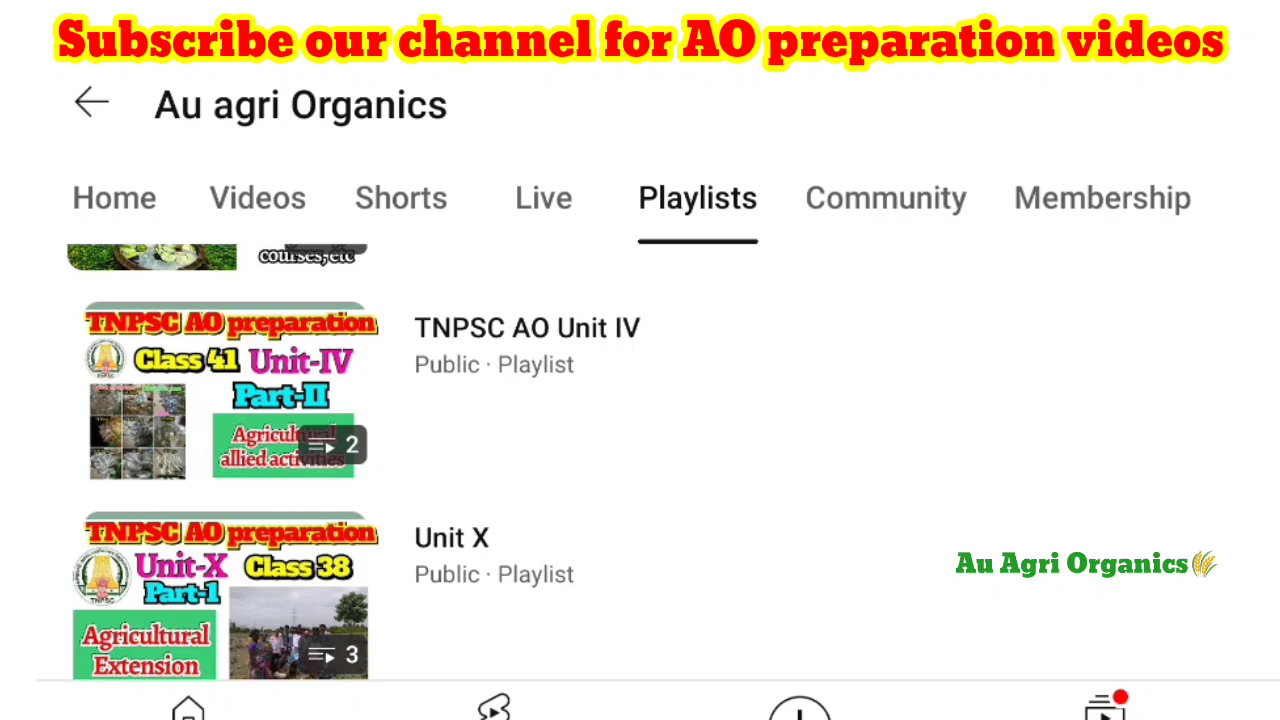 Subscribe our channel for AO preparation videos
Au agri Organics
Home Videos Shorts Live Playlists Community Membership
courses, etc
TNPSC AO preparation
Class 41 Unit-IV
Part-II
Agricultural
allied activities
2
TNPSC AO Unit IV
Public · Playlist
TNPSC AO preparation
Unit-X Class 38
Part-1
TNPSC
Agricultural
Extension
3
Unit X
Public · Playlist
Au Agri Organics